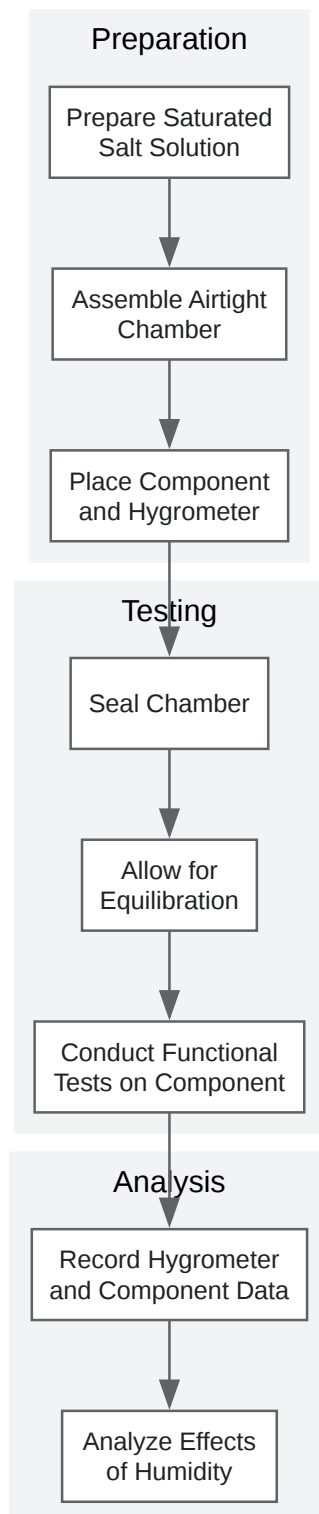 Preparation
Prepare Saturated
Salt Solution
Assemble Airtight
Chamber
Place Component
and Hygrometer
Testing
Seal Chamber
Allow for
Equilibration
Conduct Functional
Tests on Component
Analysis
Record Hygrometer
and Component Data
Analyze Effects
of Humidity